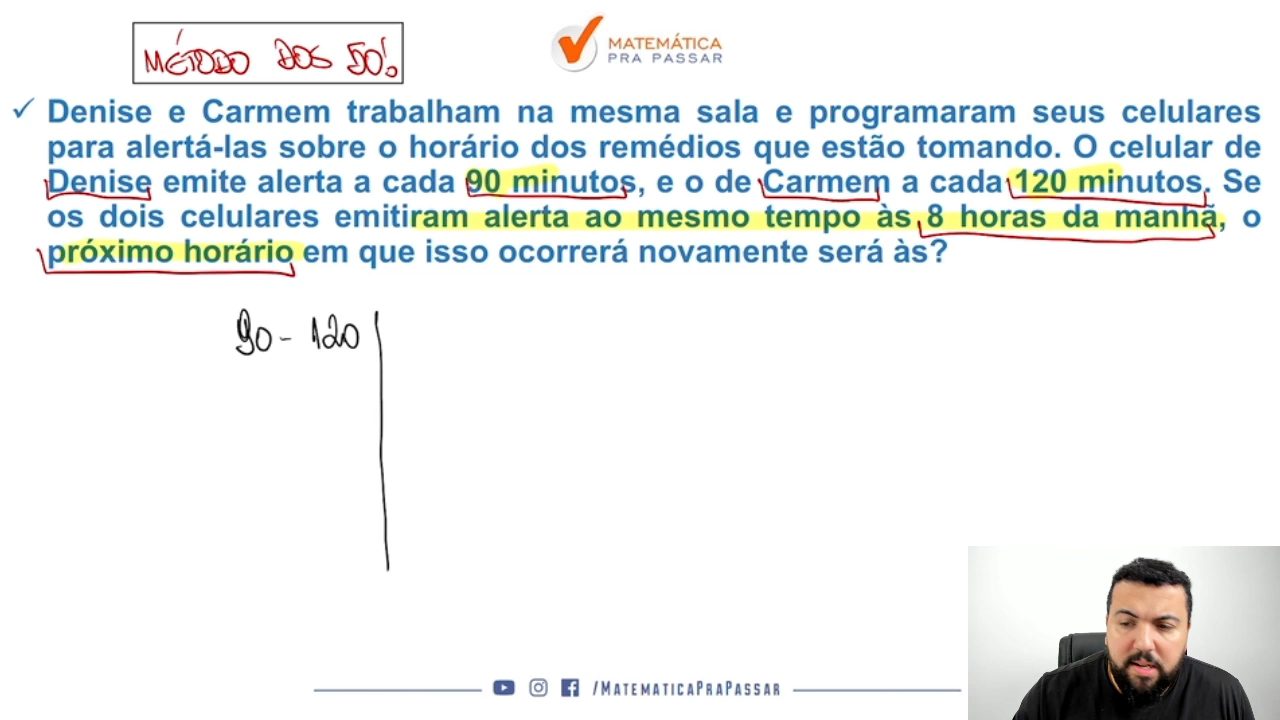 MÉTODO DOS 50!
MATEMÁTICA
PRA PASSAR
✓ Denise e Carmem trabalham na mesma sala e programaram seus celulares
para alertá-las sobre o horário dos remédios que estão tomando. O celular de
Denise emite alerta a cada 90 minutos, e o de Carmem a cada 120 minutos. Se
os dois celulares emitiram alerta ao mesmo tempo às 8 horas da manhã, o
próximo horário em que isso ocorrerá novamente será às?
90 - 120
/MATEMATICAPRAPASSAR